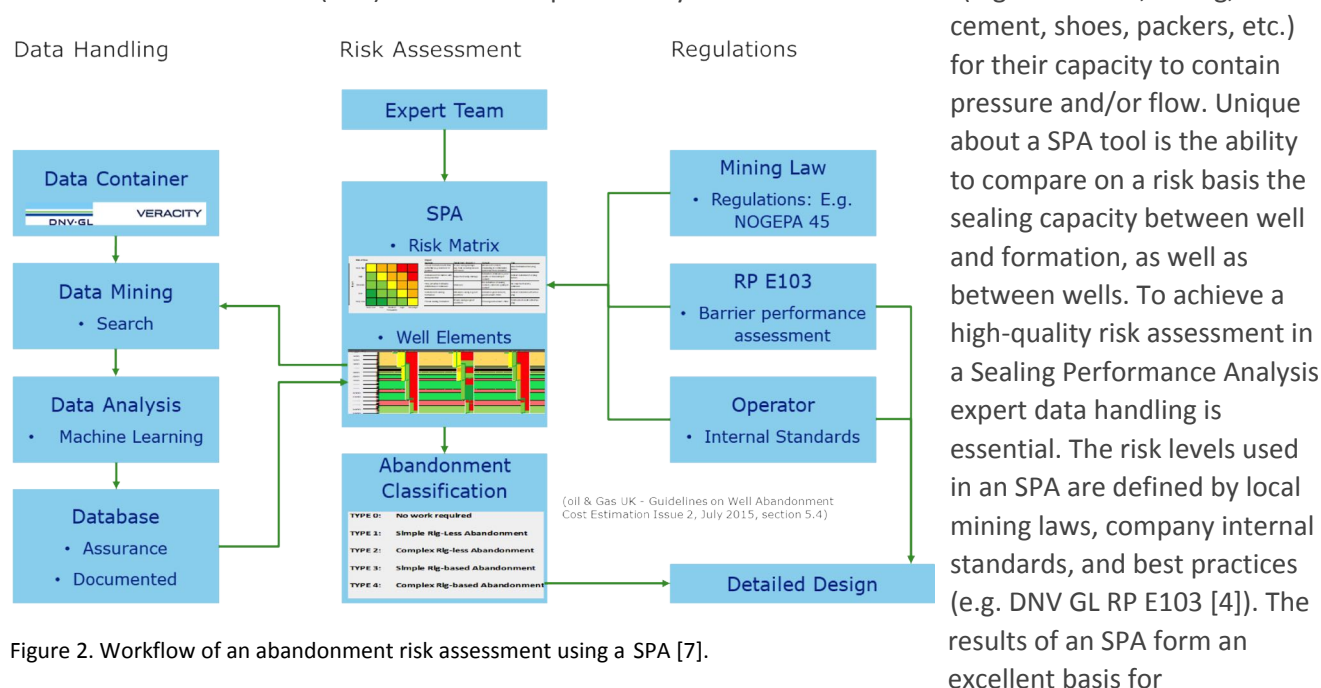 Data Handling
Risk Assessment
Regulations
Data Container
DNV·GL
VERACITY
Data Mining
• Search
Data Analysis
• Machine Learning
Database
• Assurance
• Documented
Expert Team
SPA
• Risk Matrix
• Well Elements
Abandonment
Classification
TYPE 0: No work required
TYPE 1: Simple Rig-Less Abandonment
TYPE 2: Complex Rig-less Abandonment
TYPE 3: Simple Rig-based Abandonment
TYPE 4: Complex Rig-based Abandonment
Mining Law
• Regulations: E.g.
NOGEPA 45
RP E103
• Barrier performance
assessment
Operator
• Internal Standards
(oil & Gas UK - Guidelines on Well Abandonment
Cost Estimation Issue 2, July 2015, section 5.4)
Detailed Design
Figure 2. Workflow of an abandonment risk assessment using a SPA [7].
cement, shoes, packers, etc.)
for their capacity to contain
pressure and/or flow. Unique
about a SPA tool is the ability
to compare on a risk basis the
sealing capacity between well
and formation, as well as
between wells. To achieve a
high-quality risk assessment in
a Sealing Performance Analysis
expert data handling is
essential. The risk levels used
in an SPA are defined by local
mining laws, company internal
standards, and best practices
(e.g. DNV GL RP E103 [4]). The
results of an SPA form an
excellent basis for